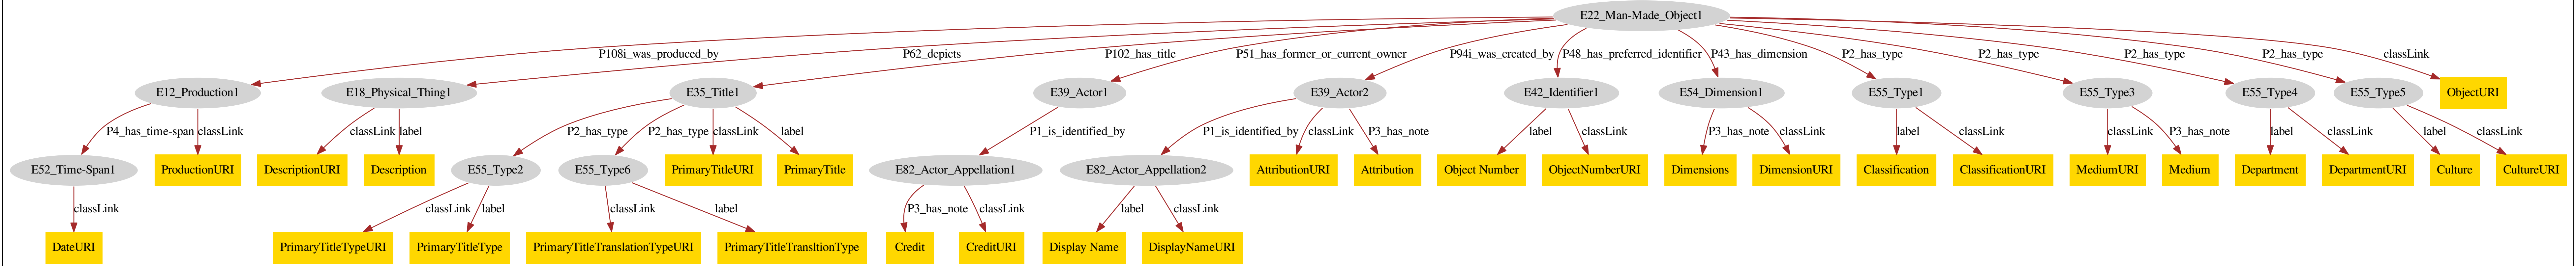 E22_Man-Made_Object1
P108i_was_produced_by
P62_depicts
P102_has_title
P51_has_former_or_current_owner
P94i_was_created_by
P48_has_preferred_identifier
P43_has_dimension
P2_has_type
P2_has_type
P2_has_type
P2_has_type
classLink
E12_Production1
E18_Physical_Thing1
E35_Title1
E39_Actor1
E39_Actor2
E42_Identifier1
E54_Dimension1
E55_Type1
E55_Type3
E55_Type4
E55_Type5
ObjectURI
P4_has_time-span
classLink
classLink
label
P2_has_type
P2_has_type
classLink
label
P1_is_identified_by
P1_is_identified_by
classLink
P3_has_note
label
classLink
P3_has_note
classLink
label
classLink
classLink
P3_has_note
label
classLink
label
classLink
E52_Time-Span1
ProductionURI
DescriptionURI
Description
E55_Type2
E55_Type6
PrimaryTitleURI
PrimaryTitle
E82_Actor_Appellation1
E82_Actor_Appellation2
AttributionURI
Attribution
Object Number
ObjectNumberURI
Dimensions
DimensionURI
Classification
ClassificationURI
MediumURI
Medium
Department
DepartmentURI
Culture
CultureURI
classLink
classLink
label
classLink
label
P3_has_note
classLink
label
classLink
DateURI
PrimaryTitleTypeURI
PrimaryTitleType
PrimaryTitleTranslationTypeURI
PrimaryTitleTransltionType
Credit
CreditURI
Display Name
DisplayNameURI